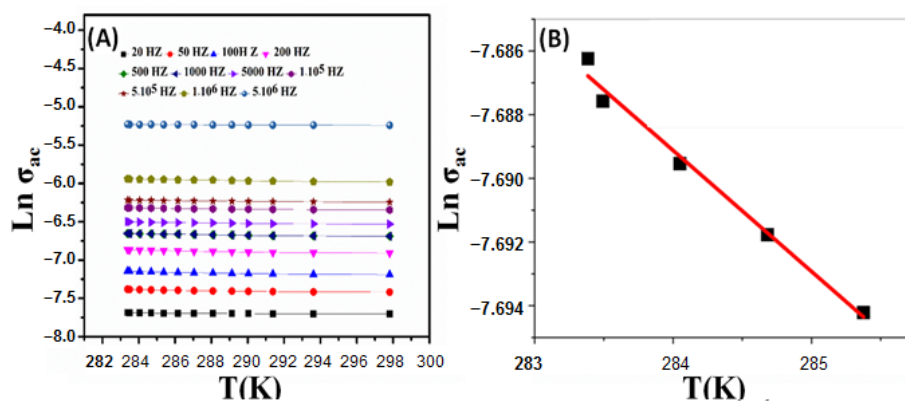 (A)
20 HZ 50 HZ 100H Z 200 HZ
500 HZ 1000 HZ 5000 HZ 1.10⁵ HZ
5.10⁵ HZ 1.10⁶ HZ 5.10⁶ HZ
Ln σac
−4.0
−4.5
−5.0
−5.5
−6.0
−6.5
−7.0
−7.5
−8.0
282 284 286 288 290 292 294 296 298 300
T(K)
(B)
Ln σac
−7.686
−7.688
−7.690
−7.692
−7.694
283 284 285
T(K)